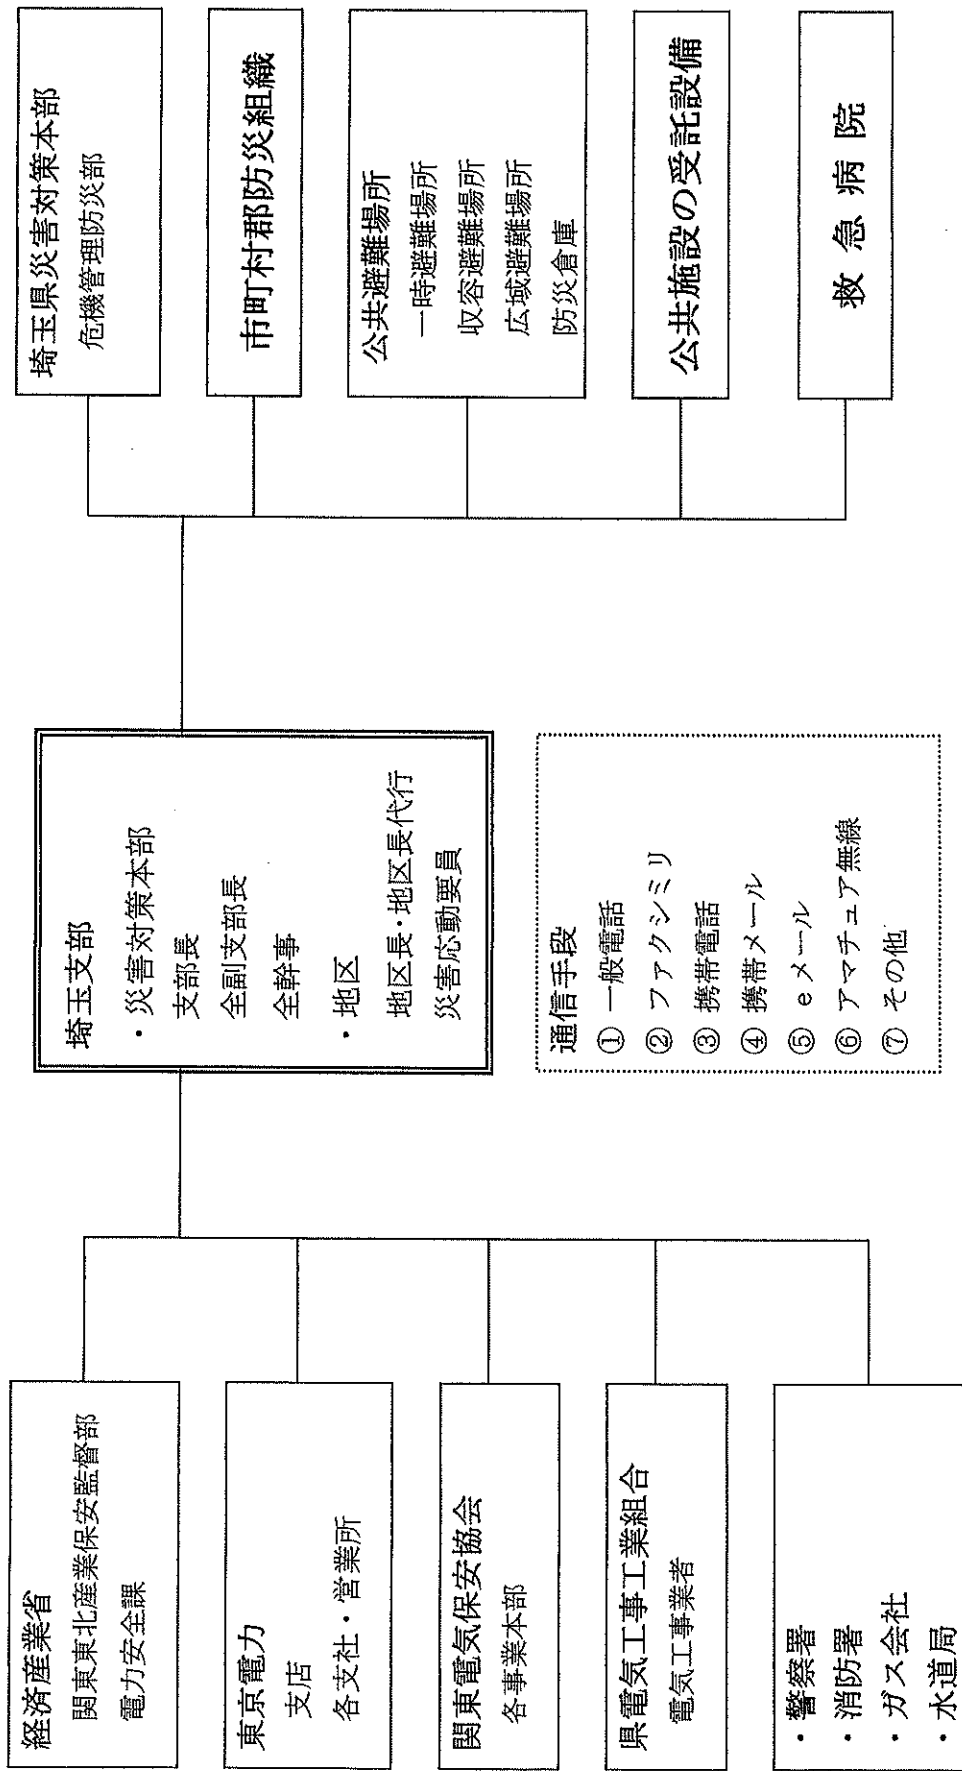 経済産業省
関東東北産業保安監督部
電力安全課
東京電力
支店
各支社・営業所
関東電気保安協会
各事業本部
県電気工事工業組合
電気工事業者
・警察署
・消防署
・ガス会社
・水道局
埼玉支部
・災害対策本部
支部長
全副支部長
全幹事
・地区
地区長・地区長代行
災害応動要員
通信手段
① 一般電話
② ファクシミリ
③ 携帯電話
④ 携帯メール
⑤ eメール
⑥ アマチュア無線
⑦ その他
埼玉県災害対策本部
危機管理防災部
市町村郡防災組織
公共避難場所
一時避難場所
収容避難場所
広域避難場所
防災倉庫
公共施設の受託設備
救急病院